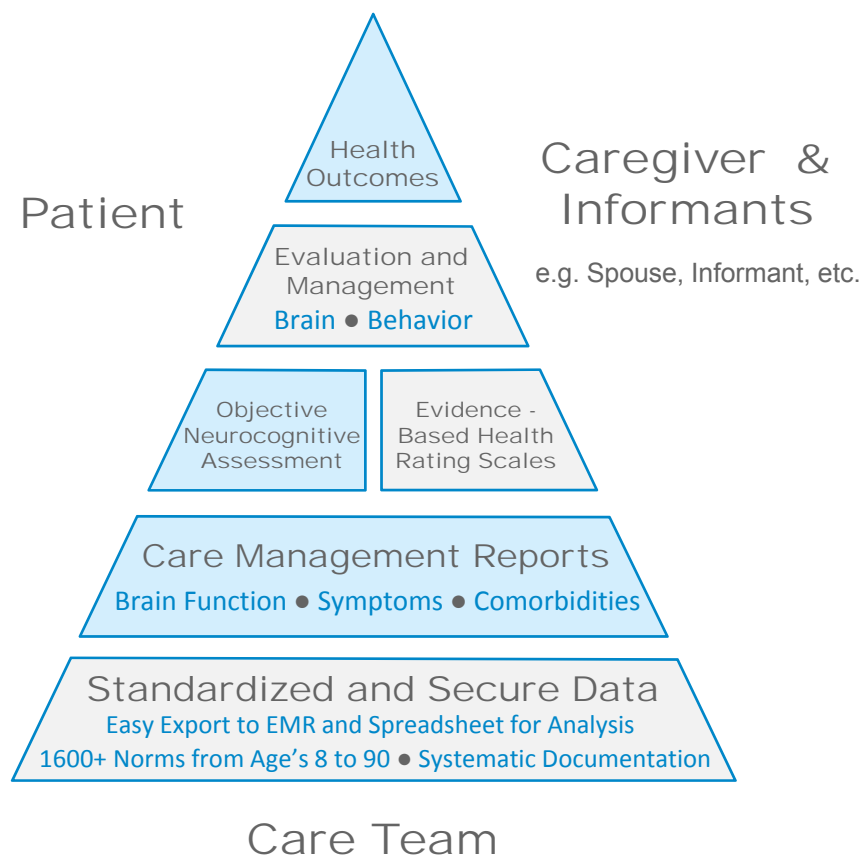 Health
Outcomes
Patient
Caregiver &
Informants
e.g. Spouse, Informant, etc.
Evaluation and
Management
Brain ● Behavior
Objective
Neurocognitive
Assessment
Evidence -
Based Health
Rating Scales
Care Management Reports
Brain Function ● Symptoms ● Comorbidities
Standardized and Secure Data
Easy Export to EMR and Spreadsheet for Analysis
1600+ Norms from Age's 8 to 90 ● Systematic Documentation
Care Team